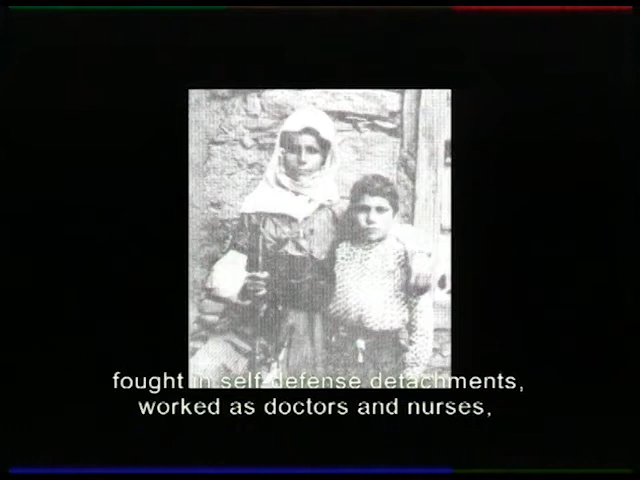 fought in self-defense detachments,
worked as doctors and nurses,